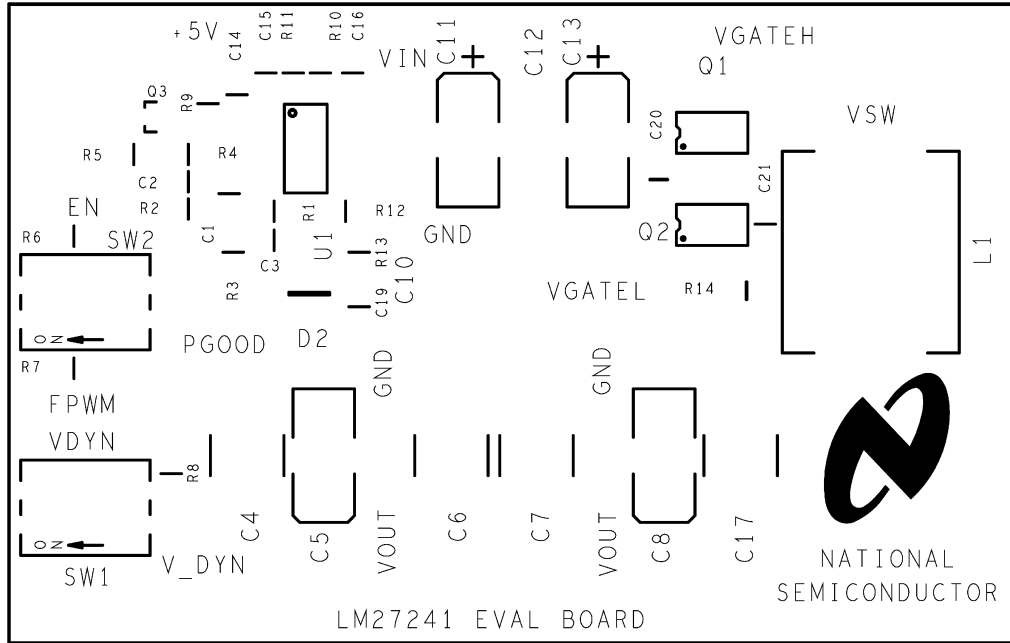 +5V
C14
C15
R11
R10
C16
VIN
C11
+
C12
C13
+
VGATEH
Q1
Q3
R9
C20
VSW
R5
R4
C2
R2
C21
EN
R6
SW2
C1
C3
R1
U1
R12
R13
C10
GND
Q2
L1
R3
C19
VGATEL
R14
ON
PGOOD
D2
R7
FPWM
GND
GND
VDYN
R8
C4
C5
VOUT
C6
C7
VOUT
C8
C17
ON
SW1
V_DYN
NATIONAL
SEMICONDUCTOR
LM27241 EVAL BOARD